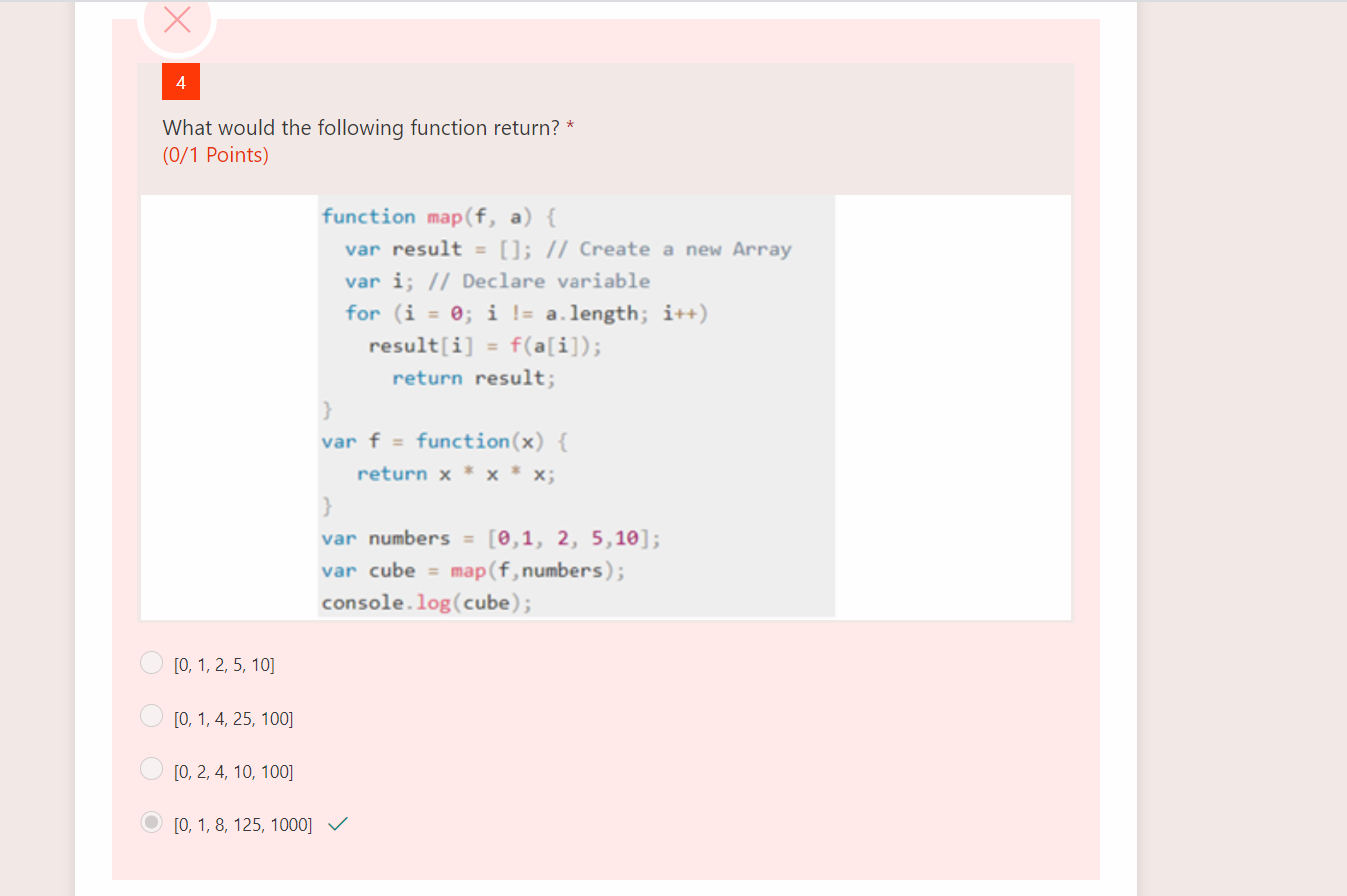 4
What would the following function return? *
(0/1 Points)
function map(f, a) {
var result = []; // Create a new Array
var i; // Declare variable
for (i = 0; i != a.length; i++)
result[i] = f(a[i]);
return result;
}
var f = function(x) {
return x * x * x;
}
var numbers = [0,1, 2, 5,10];
var cube = map(f,numbers);
console.log(cube);
[0, 1, 2, 5, 10]
[0, 1, 4, 25, 100]
[0, 2, 4, 10, 100]
[0, 1, 8, 125, 1000]